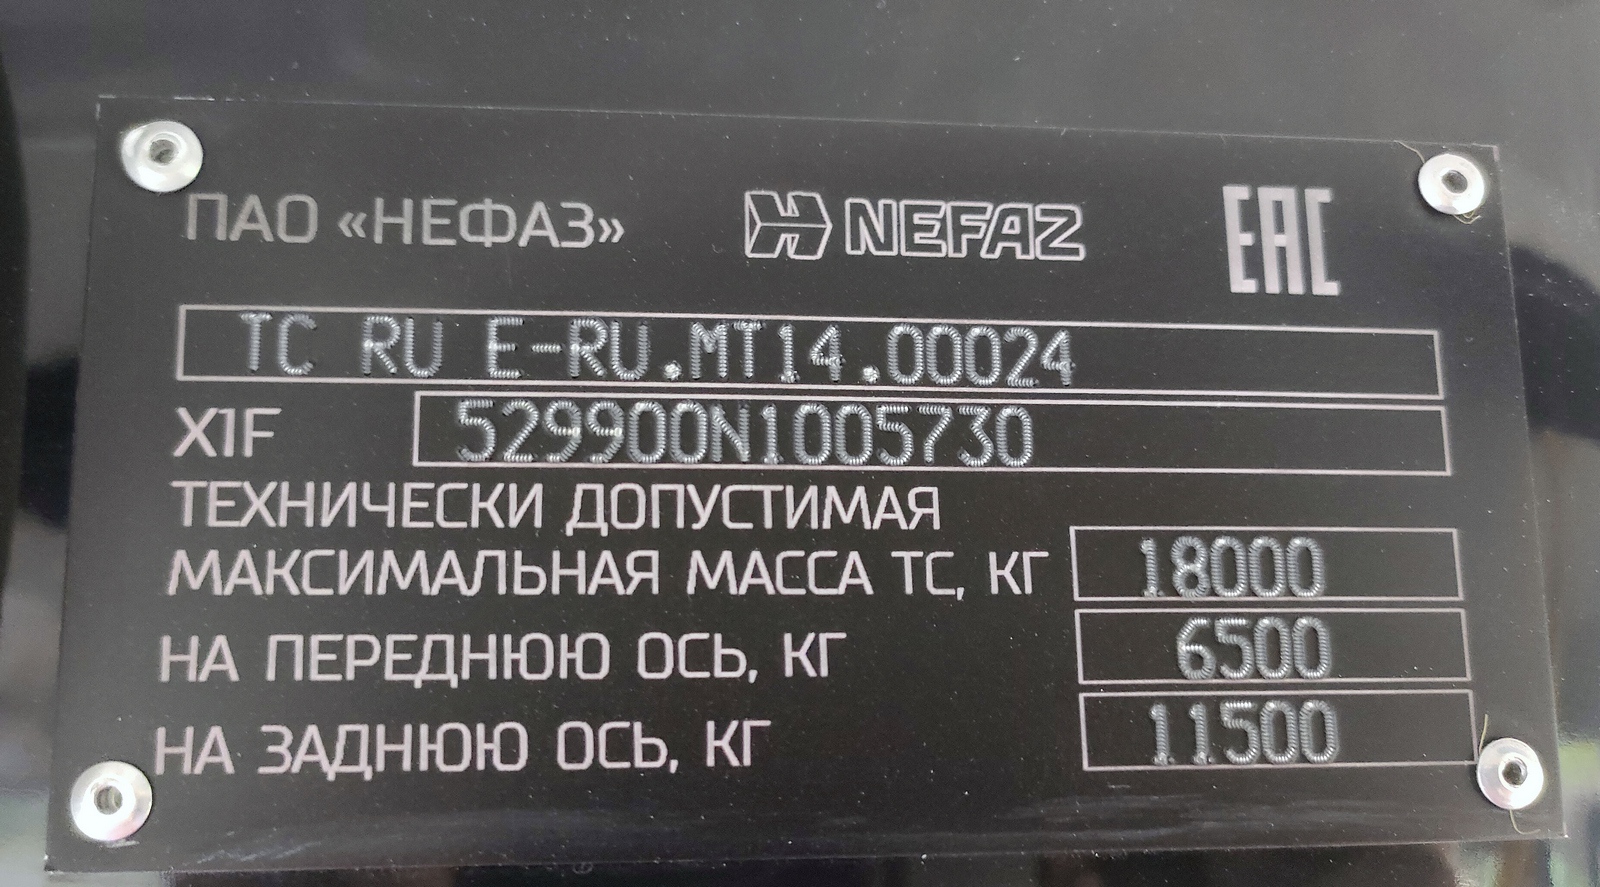 ПАО «НЕФАЗ» NEFAZ EAC
ТС RU E-RU.MT14.00024
X1F 529900N1005730
ТЕХНИЧЕСКИ ДОПУСТИМАЯ
МАКСИМАЛЬНАЯ МАССА ТС, КГ 18000
НА ПЕРЕДНЮЮ ОСЬ, КГ 6500
НА ЗАДНЮЮ ОСЬ, КГ 11500